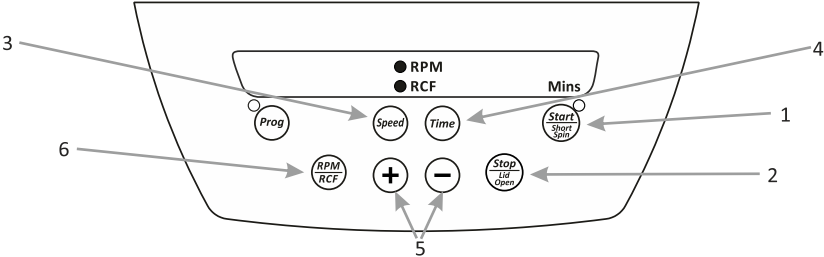 3
4
RPM
RCF
Mins
Prog
Speed
Time
Start
Short
Spin
1
6
RPM
RCF
+
−
Stop
Lid
Open
2
5